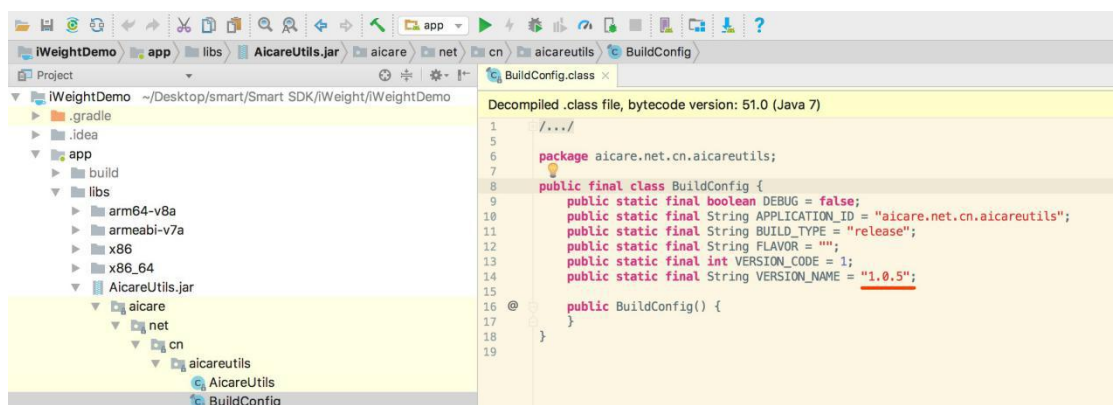 app
iWeightDemo app libs AicareUtils.jar aicare net cn aicareutils BuildConfig
Project
iWeightDemo ~/Desktop/smart/Smart SDK/iWeight/iWeightDemo
.gradle
.idea
app
build
libs
arm64-v8a
armeabi-v7a
x86
x86_64
AicareUtils.jar
aicare
net
cn
aicareutils
AicareUtils
BuildConfig
BuildConfig.class
Decompiled .class file, bytecode version: 51.0 (Java 7)
1 /.../
5
6 package aicare.net.cn.aicareutils;
7
8 public final class BuildConfig {
9 public static final boolean DEBUG = false;
10 public static final String APPLICATION_ID = "aicare.net.cn.aicareutils";
11 public static final String BUILD_TYPE = "release";
12 public static final String FLAVOR = "";
13 public static final int VERSION_CODE = 1;
14 public static final String VERSION_NAME = "1.0.5";
15
16 @ public BuildConfig() {
17 }
18 }
19